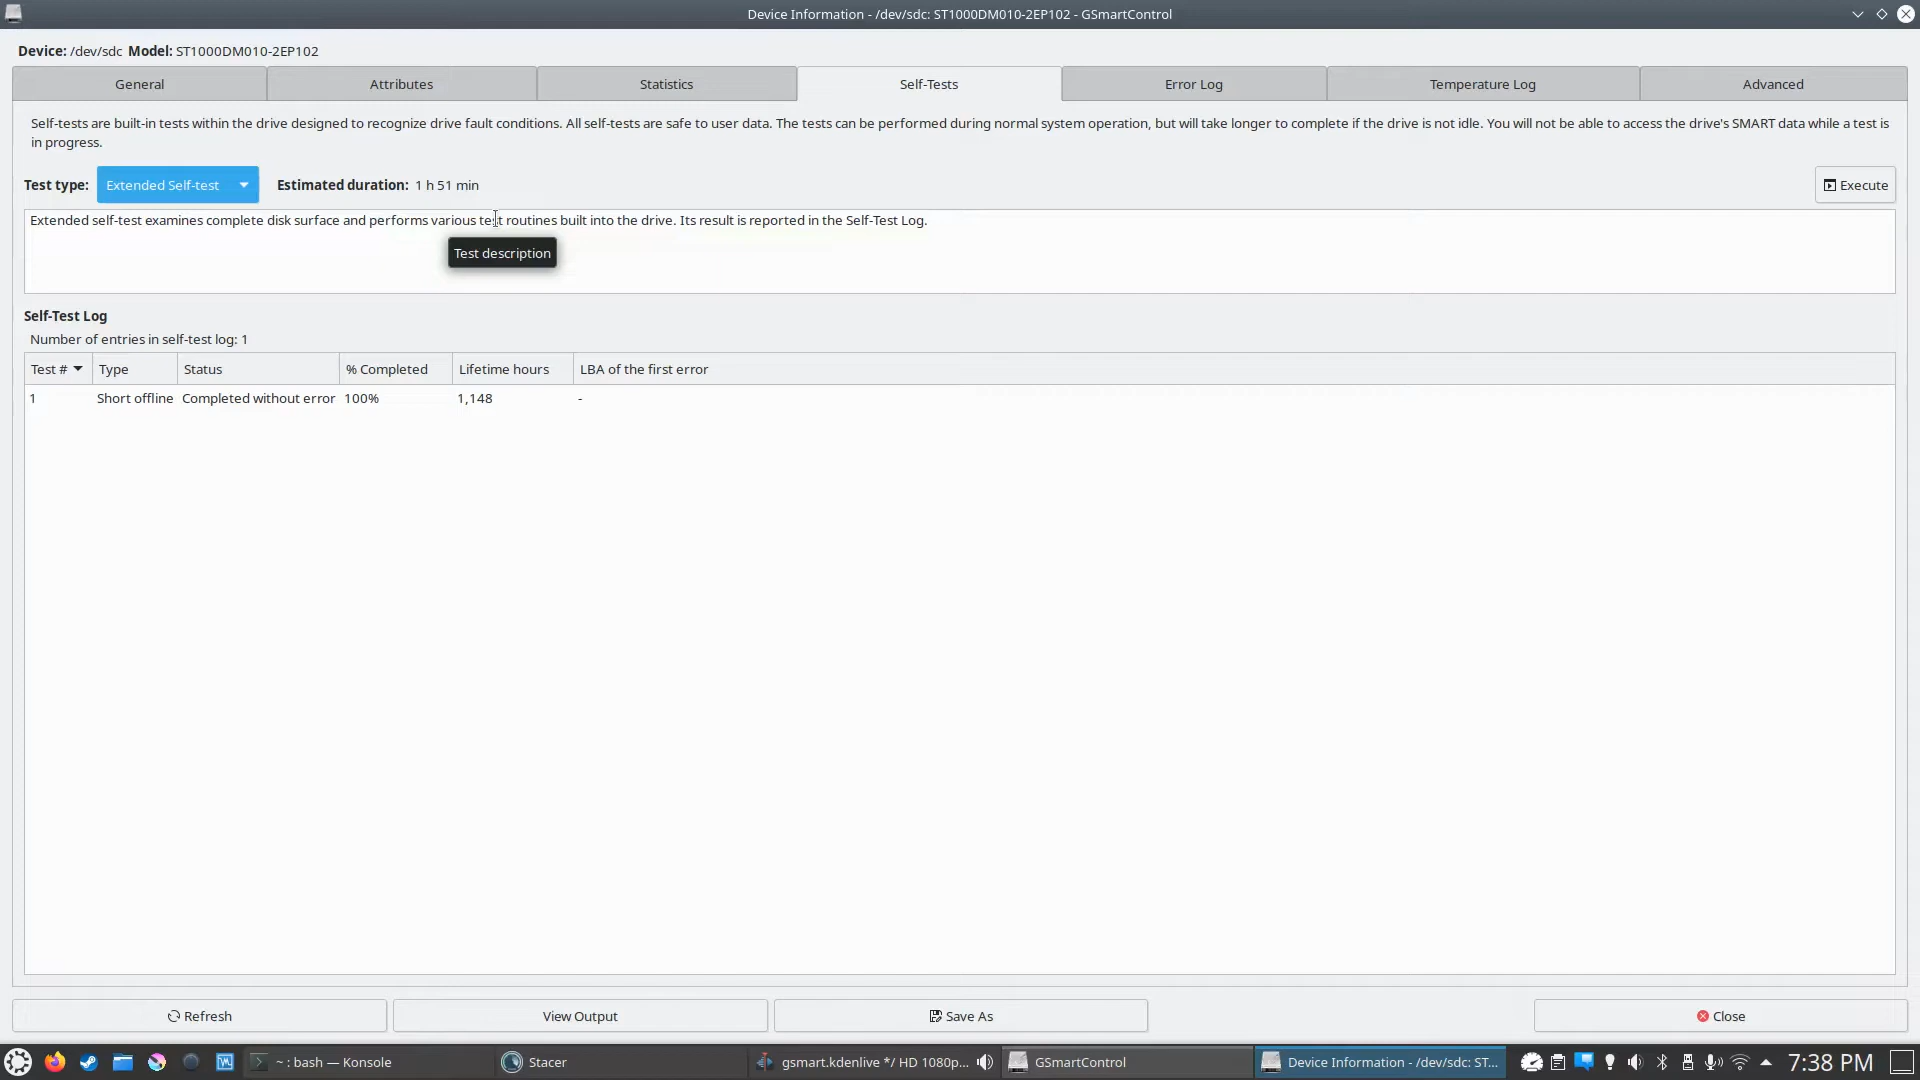 Device Information - /dev/sdc: ST1000DM010-2EP102 - GSmartControl
Device: /dev/sdc Model: ST1000DM010-2EP102
General Attributes Statistics Self-Tests Error Log Temperature Log Advanced
Self-tests are built-in tests within the drive designed to recognize drive fault conditions. All self-tests are safe to user data. The tests can be performed during normal system operation, but will take longer to complete if the drive is not idle. You will not be able to access the drive's SMART data while a test is
in progress.
Test type: Extended Self-test Estimated duration: 1 h 51 min Execute
Extended self-test examines complete disk surface and performs various test routines built into the drive. Its result is reported in the Self-Test Log.
Test description
Self-Test Log
Number of entries in self-test log: 1
Test # Type Status % Completed Lifetime hours LBA of the first error
1 Short offline Completed without error 100% 1,148 -
Refresh View Output Save As Close
~ : bash — Konsole Stacer gsmart.kdenlive */ HD 1080p... GSmartControl Device Information - /dev/sdc: ST... 7:38 PM